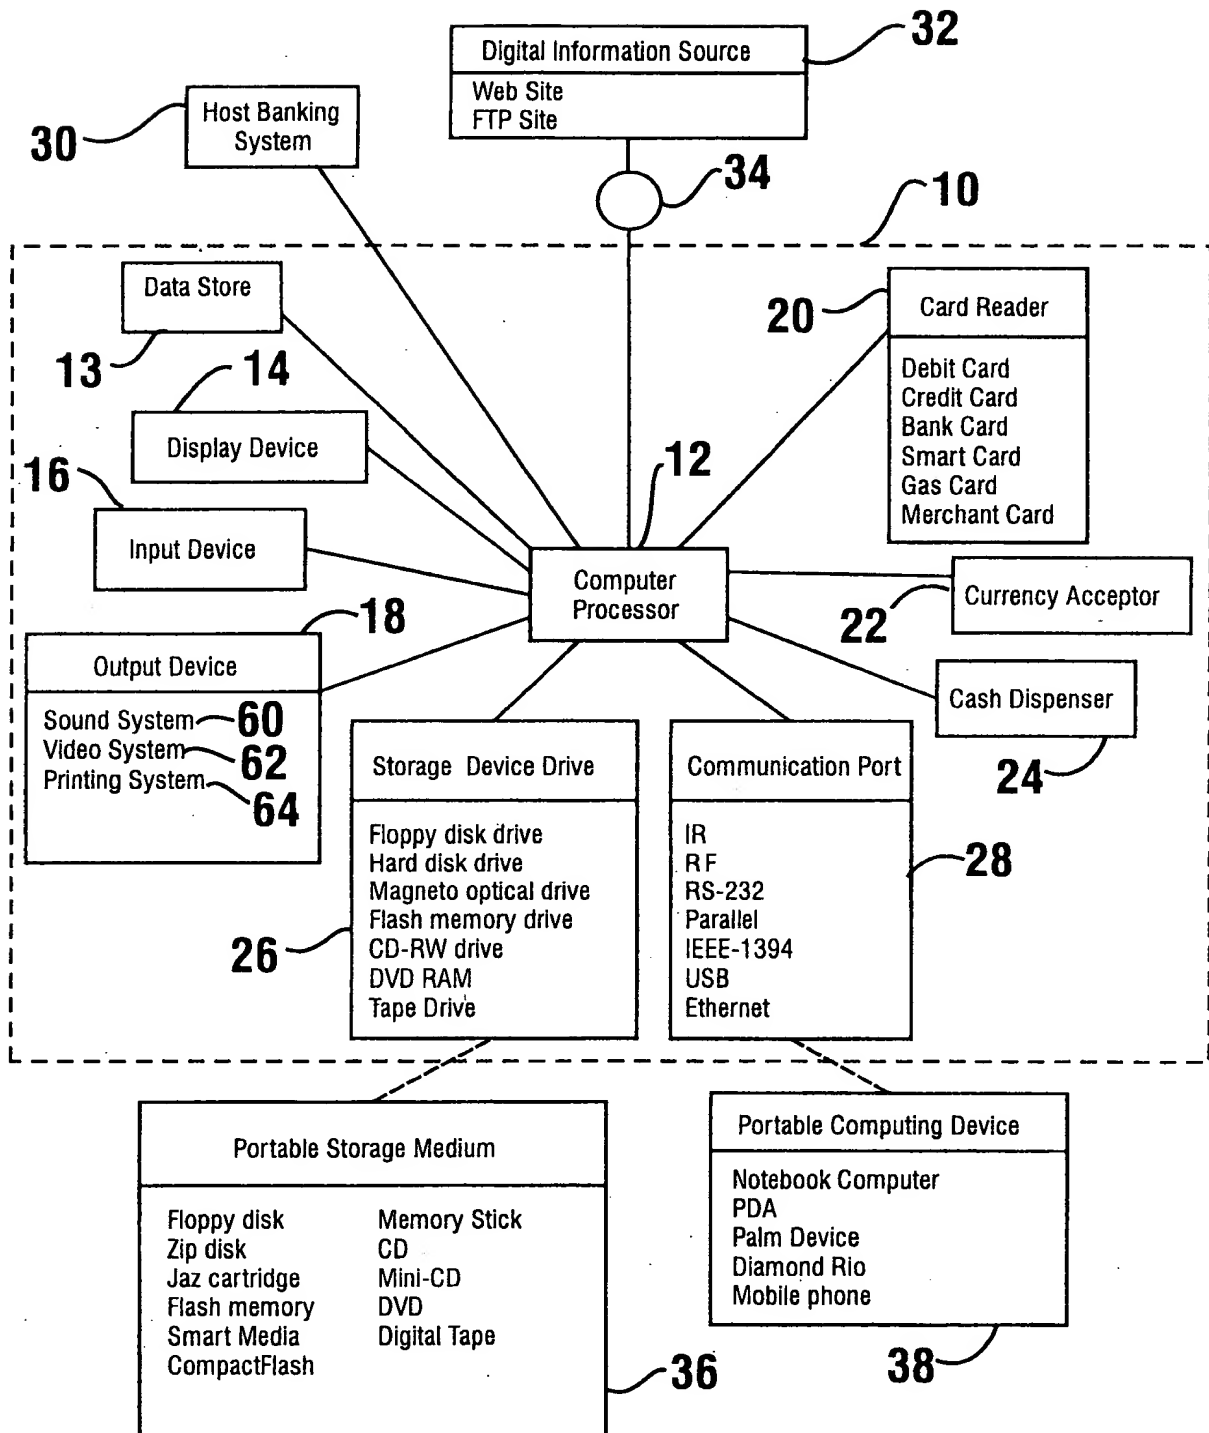 32
Digital Information Source
Web Site
FTP Site
30
Host Banking
System
34
10
Data Store
13
14
Display Device
16
Input Device
12
Computer
Processor
20
Card Reader
Debit Card
Credit Card
Bank Card
Smart Card
Gas Card
Merchant Card
22
Currency Acceptor
Cash Dispenser
24
18
Output Device
Sound System 60
Video System 62
Printing System 64
Storage Device Drive
Floppy disk drive
Hard disk drive
Magneto optical drive
Flash memory drive
CD-RW drive
DVD RAM
Tape Drive
26
Communication Port
IR
RF
RS-232
Parallel
IEEE-1394
USB
Ethernet
28
Portable Storage Medium
Floppy disk
Zip disk
Jaz cartridge
Flash memory
Smart Media
CompactFlash
Memory Stick
CD
Mini-CD
DVD
Digital Tape
36
Portable Computing Device
Notebook Computer
PDA
Palm Device
Diamond Rio
Mobile phone
38